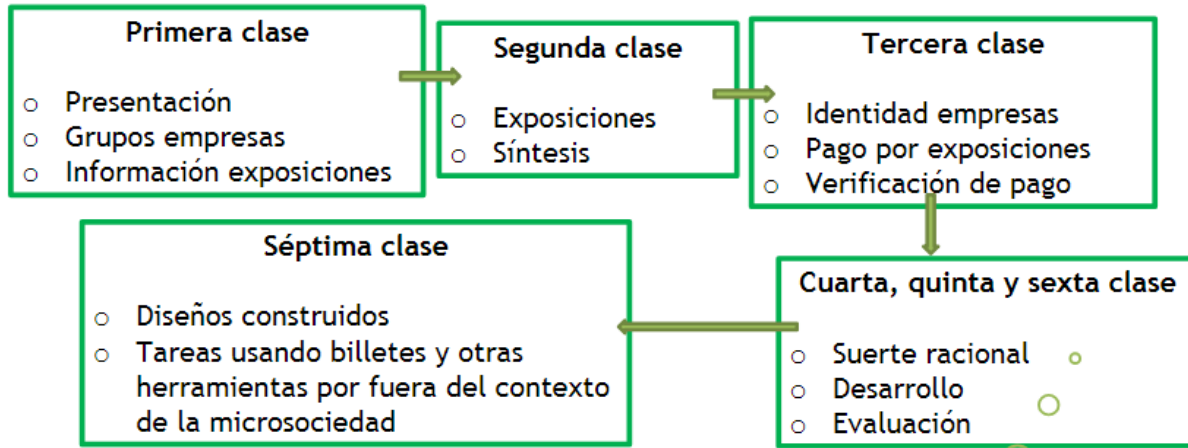 Primera clase
o Presentación
o Grupos empresas
o Información exposiciones
Segunda clase
o Exposiciones
o Síntesis
Tercera clase
o Identidad empresas
o Pago por exposiciones
o Verificación de pago
Cuarta, quinta y sexta clase
o Suerte racional
o Desarrollo
o Evaluación
Séptima clase
o Diseños construidos
o Tareas usando billetes y otras
herramientas por fuera del contexto
de la microsociedad